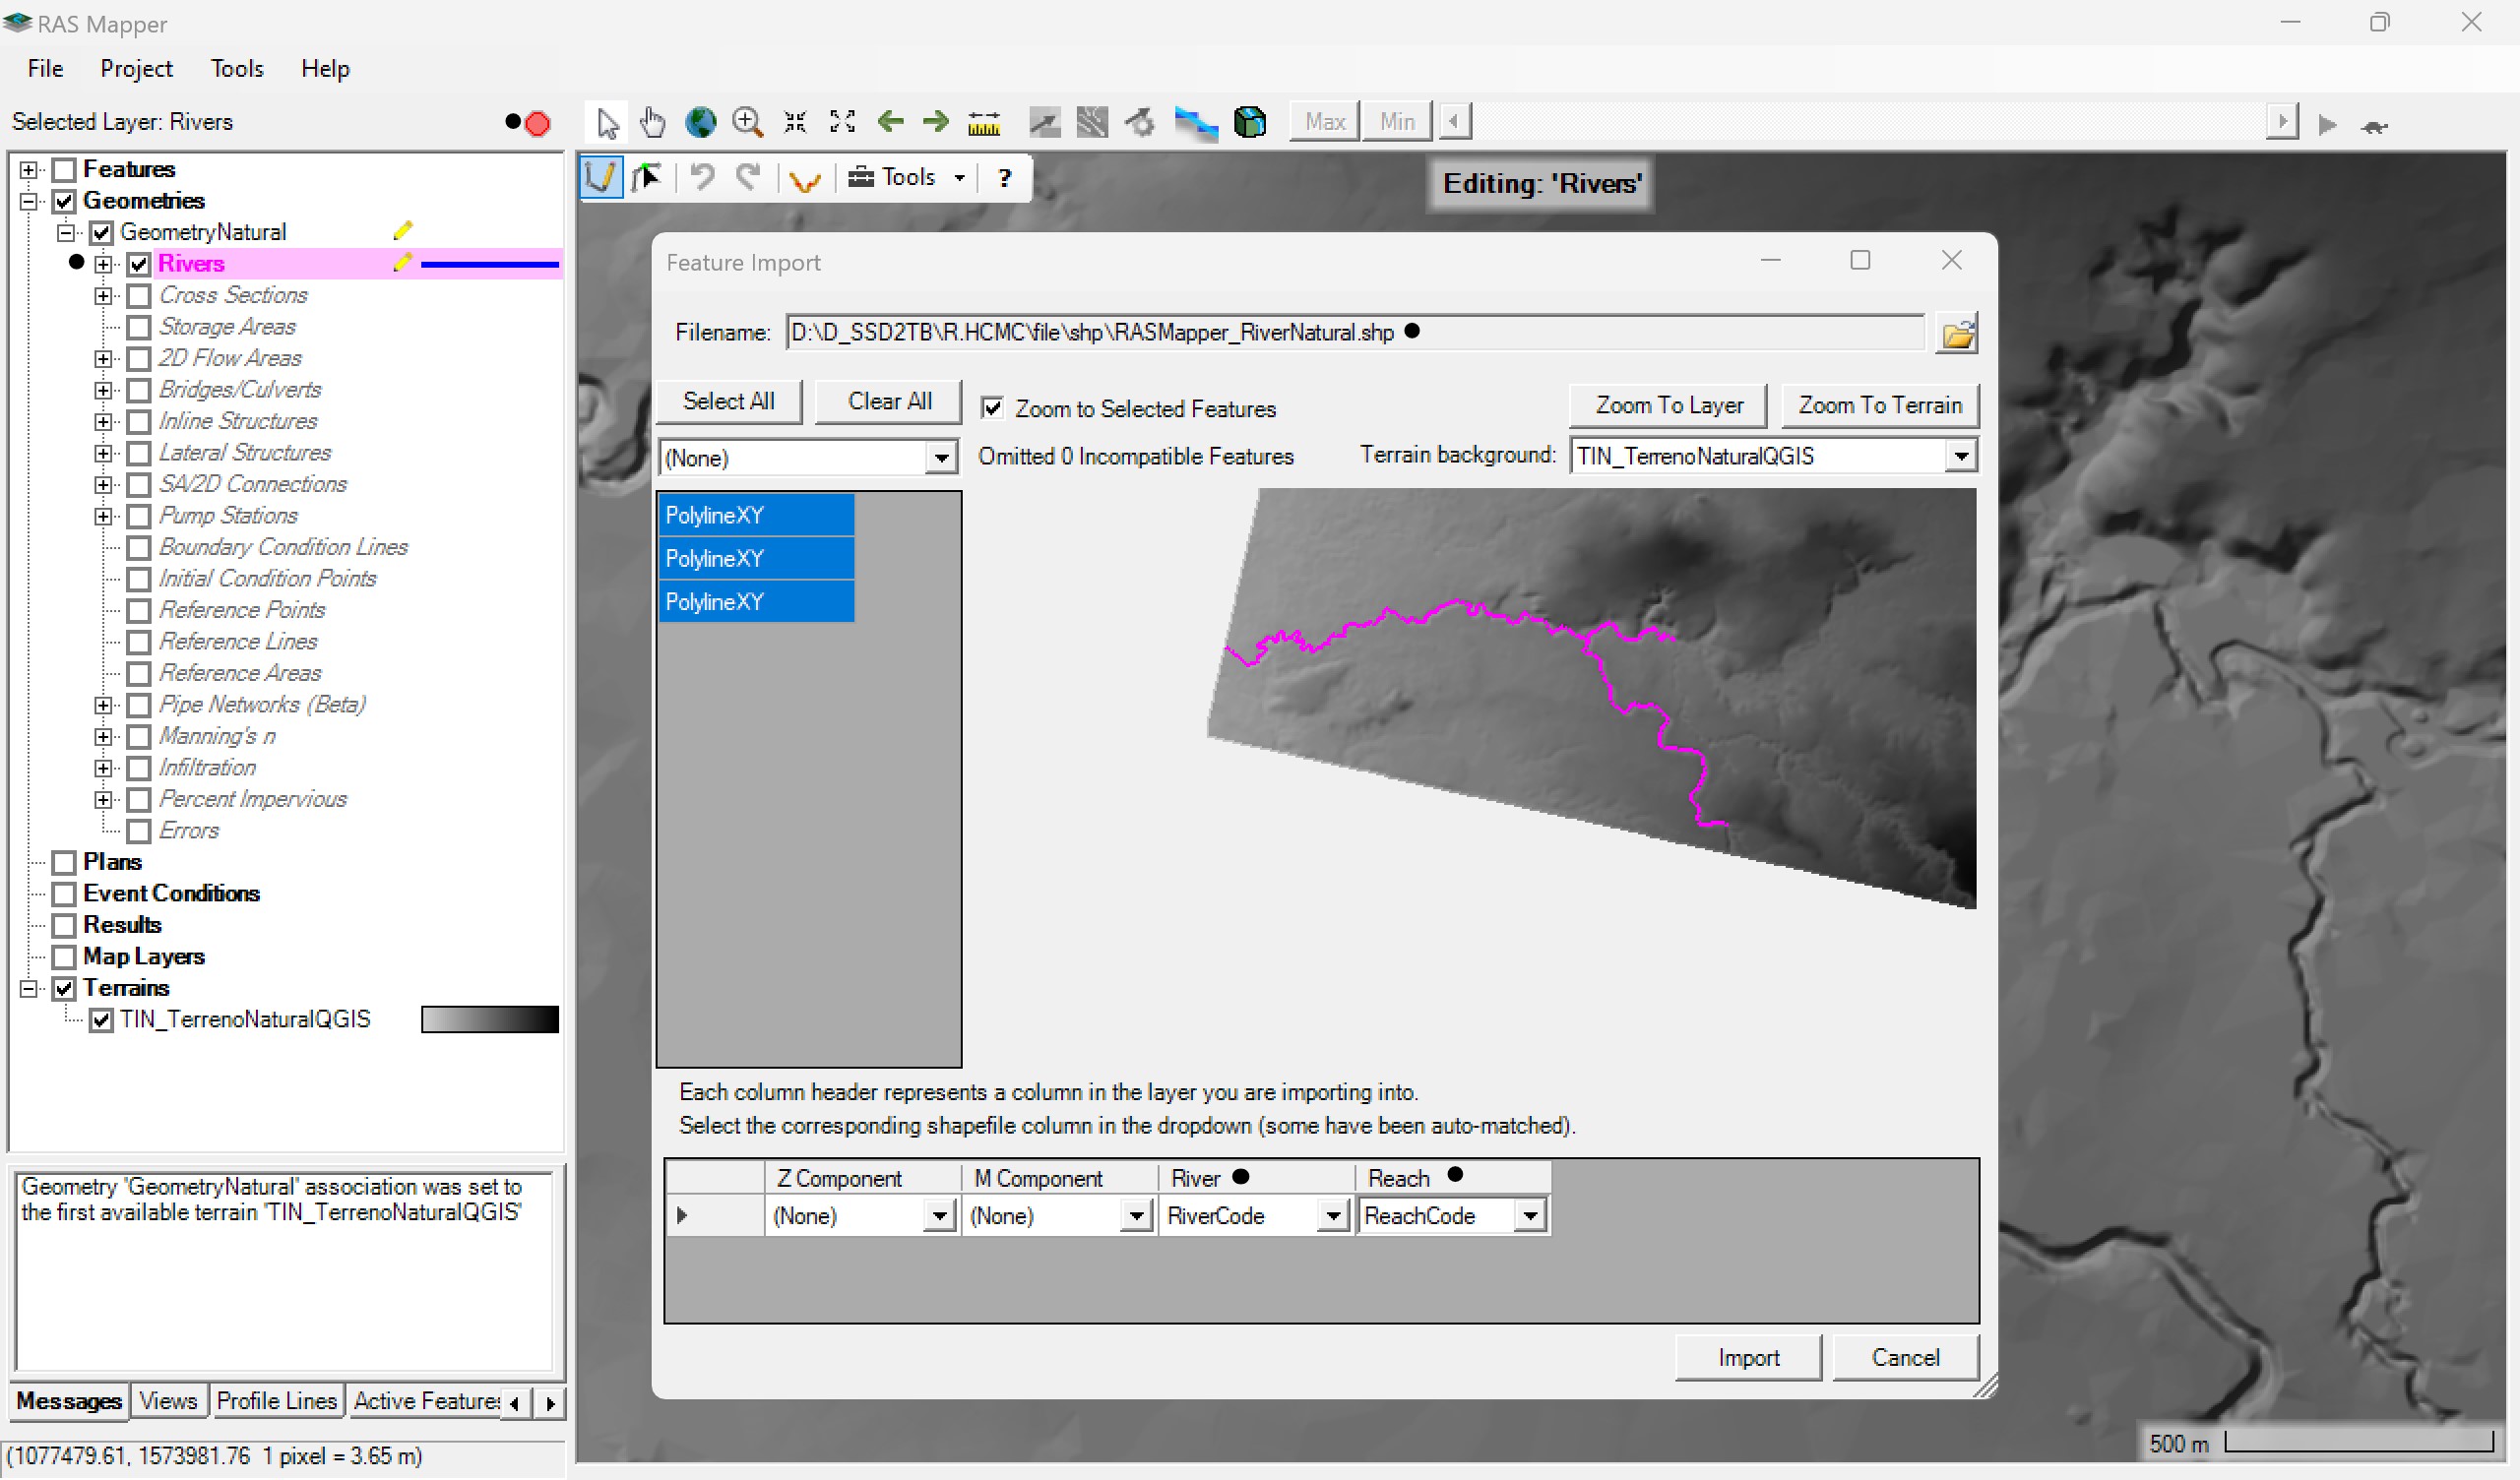 RAS Mapper
File Project Tools Help
Selected Layer: Rivers
Max Min
Features
Geometries
GeometryNatural
Rivers
Cross Sections
Storage Areas
2D Flow Areas
Bridges/Culverts
Inline Structures
Lateral Structures
SA/2D Connections
Pump Stations
Boundary Condition Lines
Initial Condition Points
Reference Points
Reference Lines
Reference Areas
Pipe Networks (Beta)
Manning's n
Infiltration
Percent Impervious
Errors
Plans
Event Conditions
Results
Map Layers
Terrains
TIN_TerrenoNaturalQGIS
Geometry 'GeometryNatural' association was set to
the first available terrain 'TIN_TerrenoNaturalQGIS'
Messages Views Profile Lines Active Features
(1077479.61, 1573981.76 1 pixel = 3.65 m)
Tools ?
Editing: 'Rivers'
Feature Import
Filename: D:\D_SSD2TB\R.HCMC\file\shp\RASMapper_RiverNatural.shp
Select All Clear All Zoom to Selected Features Zoom To Layer Zoom To Terrain
(None) Omitted 0 Incompatible Features Terrain background: TIN_TerrenoNaturalQGIS
PolylineXY
PolylineXY
PolylineXY
Each column header represents a column in the layer you are importing into.
Select the corresponding shapefile column in the dropdown (some have been auto-matched).
Z Component M Component River Reach
(None) (None) RiverCode ReachCode
Import Cancel
500 m